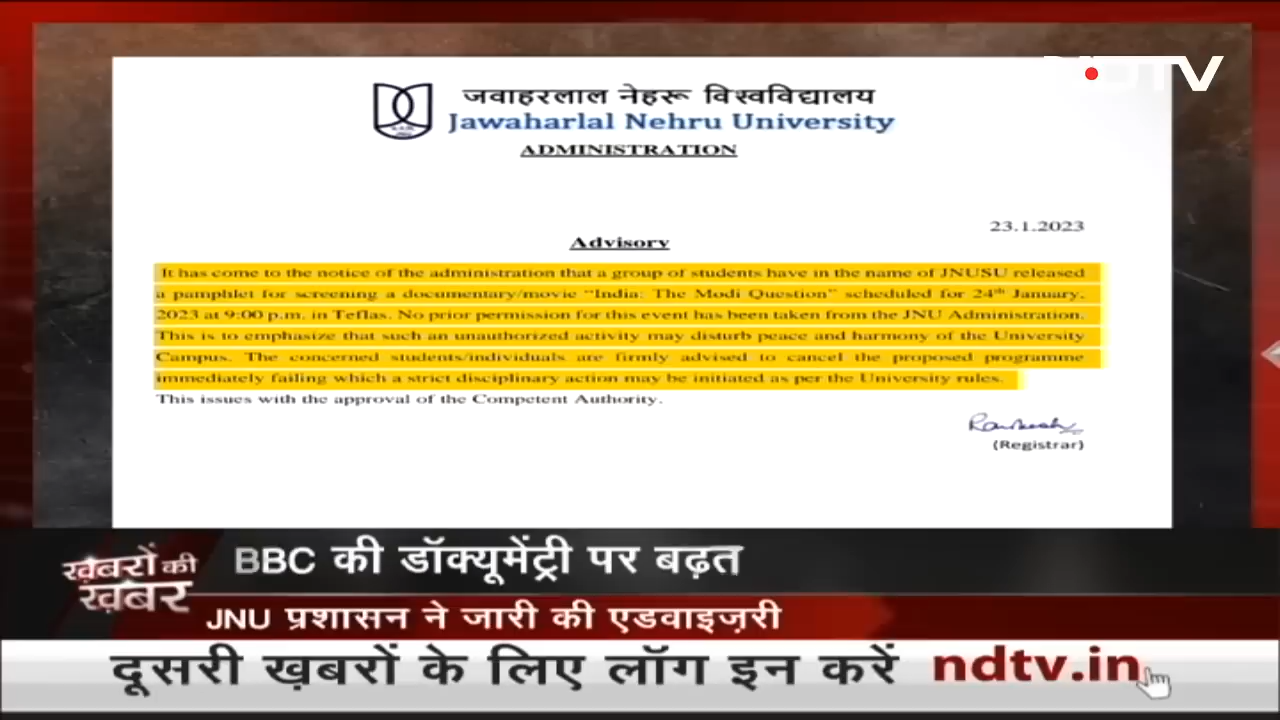 NDTV
जवाहरलाल नेहरू विश्वविद्यालय
Jawaharlal Nehru University
ADMINISTRATION
23.1.2023
Advisory
It has come to the notice of the administration that a group of students have in the name of JNUSU released
a pamphlet for screening a documentary/movie “India: The Modi Question” scheduled for 24th January,
2023 at 9:00 p.m. in Teflas. No prior permission for this event has been taken from the JNU Administration.
This is to emphasize that such an unauthorized activity may disturb peace and harmony of the University
Campus. The concerned students/individuals are firmly advised to cancel the proposed programme
immediately failing which a strict disciplinary action may be initiated as per the University rules.
This issues with the approval of the Competent Authority.
(Registrar)
ख़बरों की
ख़बर
BBC की डॉक्यूमेंट्री पर बढ़त
JNU प्रशासन ने जारी की एडवाइज़री
दूसरी ख़बरों के लिए लॉग इन करें ndtv.in